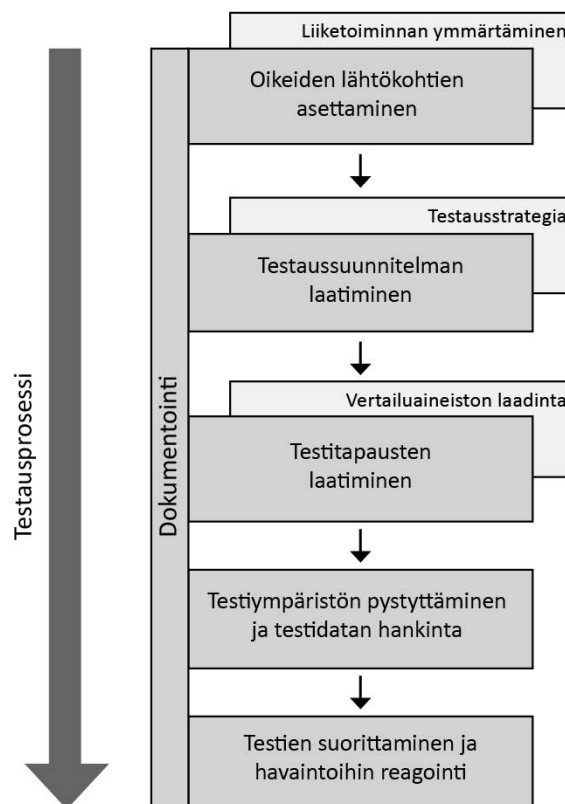 Liiketoiminnan ymmärtäminen
Oikeiden lähtökohtien
asettaminen
Testausstrategia
Testaussuunnitelman
laatiminen
Vertailuaineiston laadinta
Testitapausten
laatiminen
Testiympäristön pystyttäminen
ja testidatan hankinta
Testien suorittaminen ja
havaintoihin reagointi
Dokumentointi
Testausprosessi